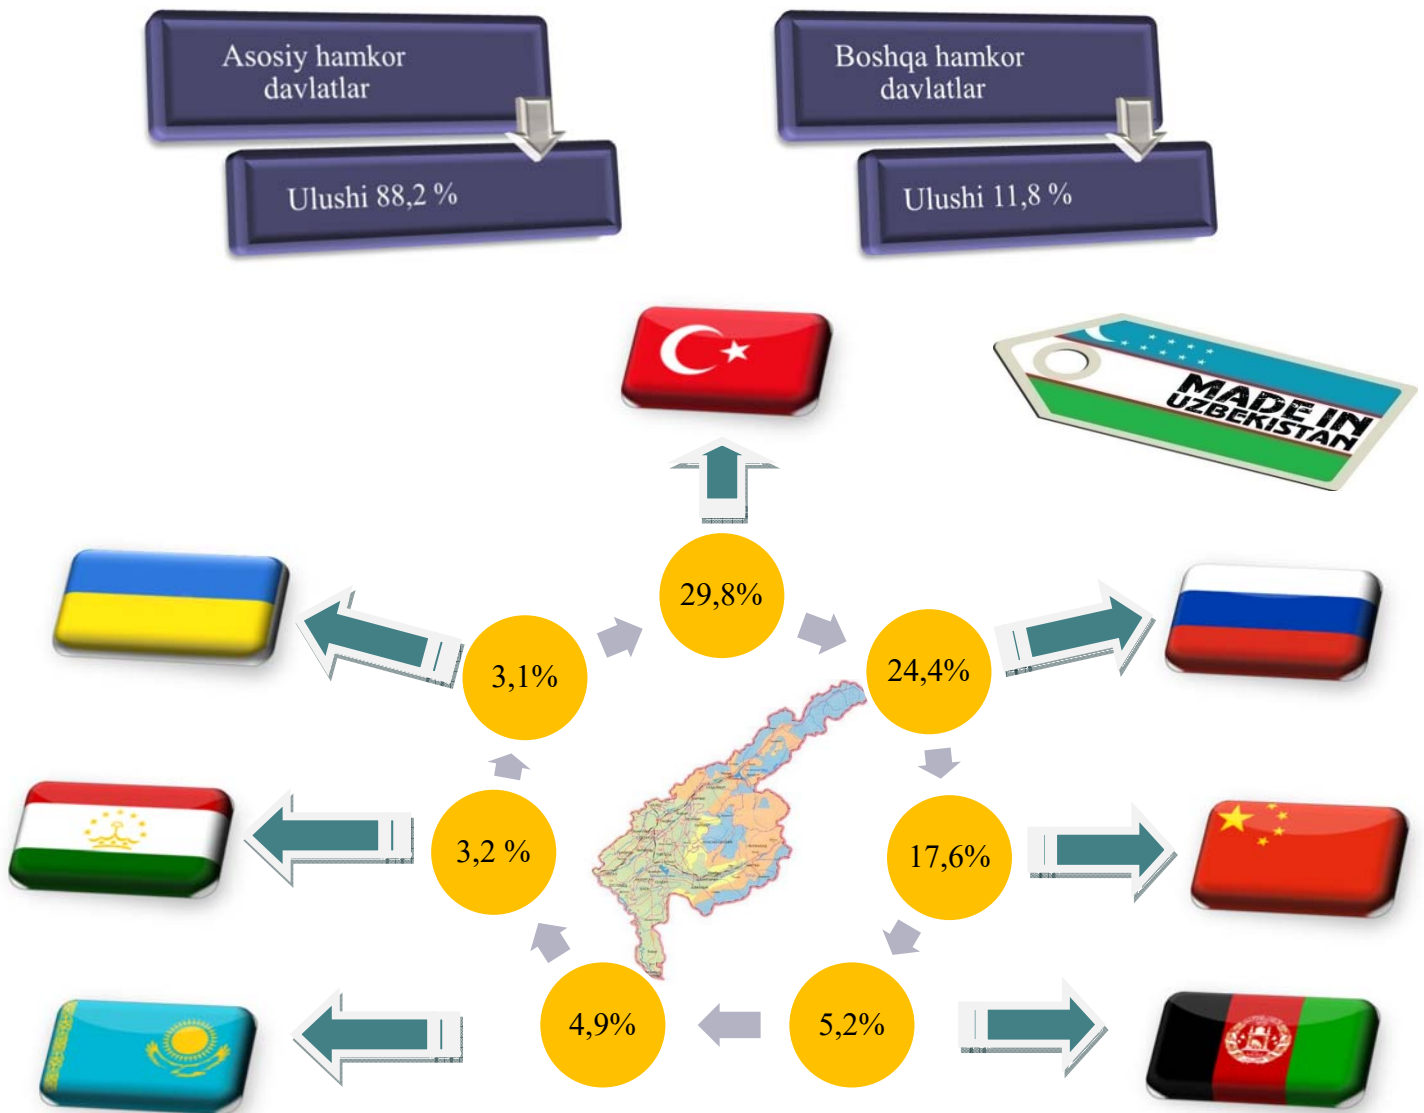 Asosiy hamkor
davlatlar
Ulushi 88,2 %
Boshqa hamkor
davlatlar
Ulushi 11,8 %
MADE IN
UZBEKISTAN
29,8%
3,1%
24,4%
3,2 %
17,6%
4,9%
5,2%